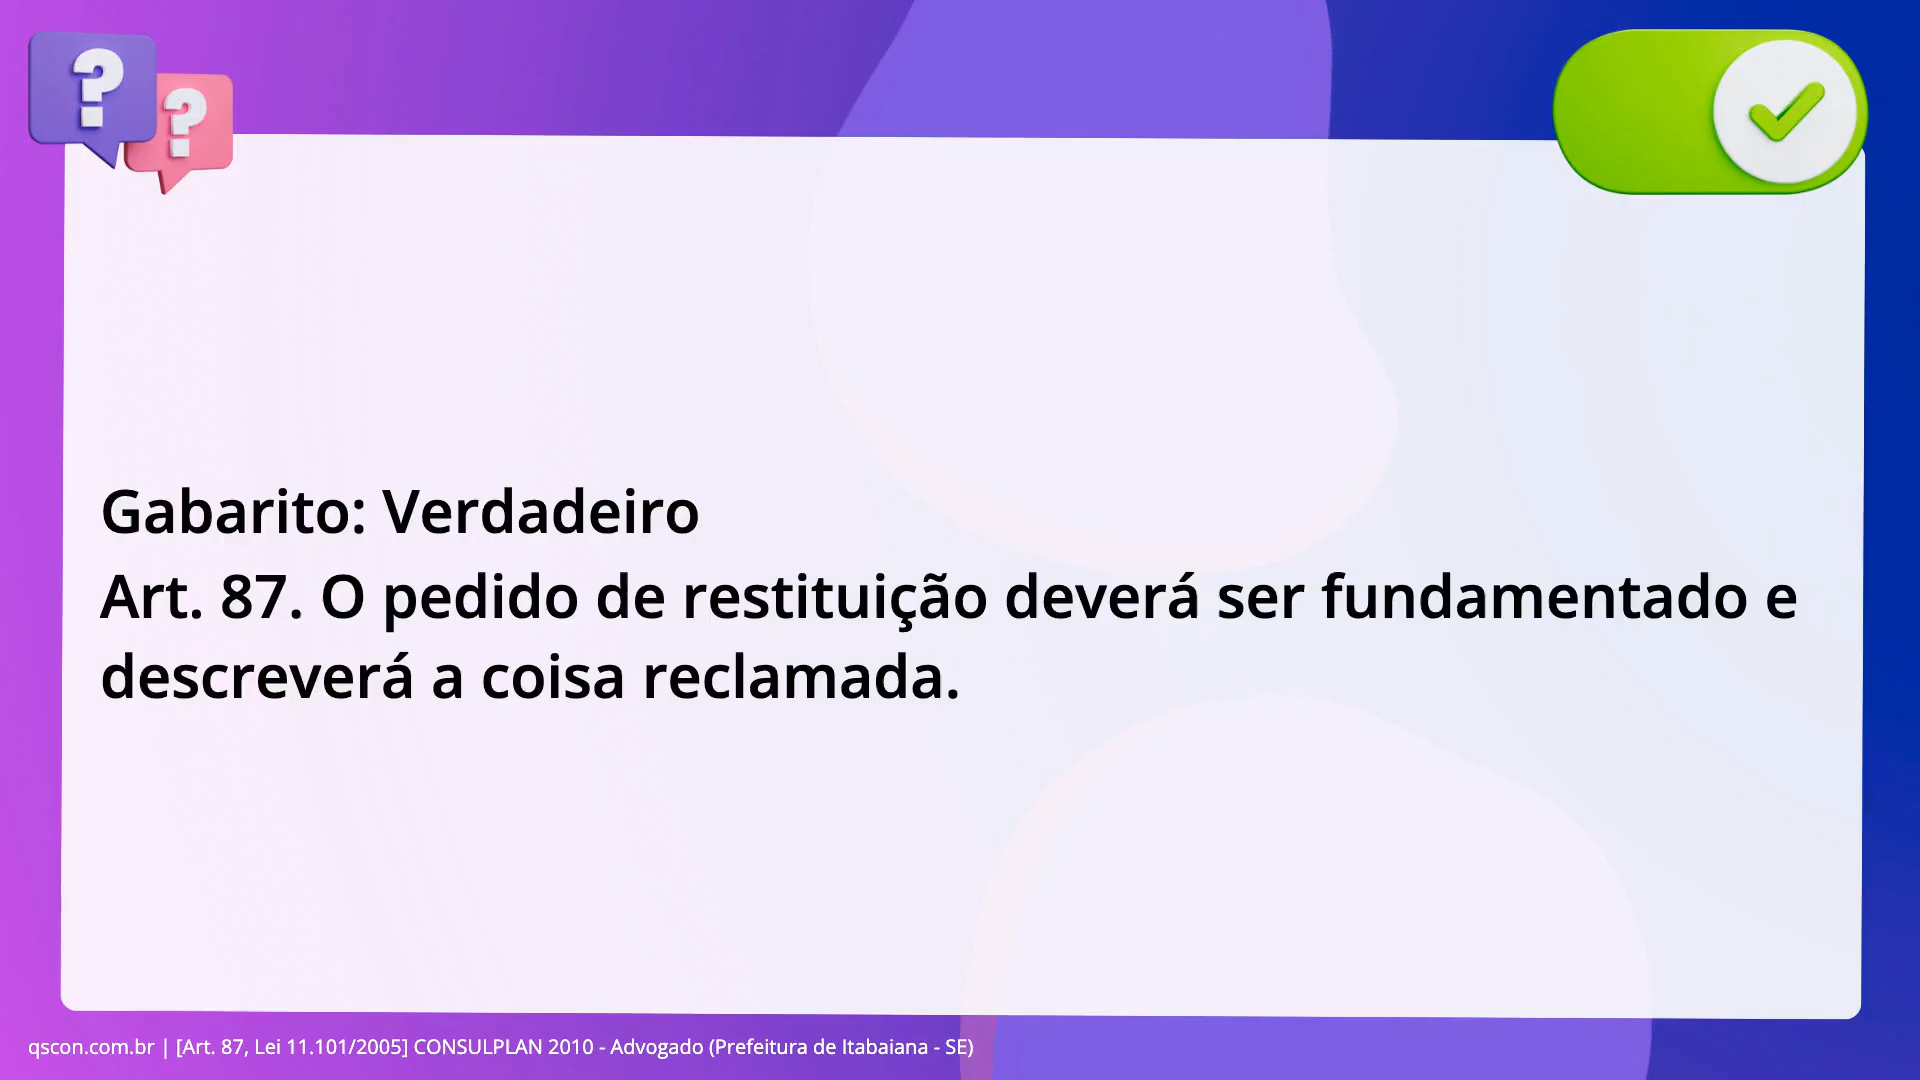 Gabarito: Verdadeiro
Art. 87. O pedido de restituição deverá ser fundamentado e
descreverá a coisa reclamada.
qscon.com.br | [Art. 87, Lei 11.101/2005] CONSULPLAN 2010 - Advogado (Prefeitura de Itabaiana - SE)